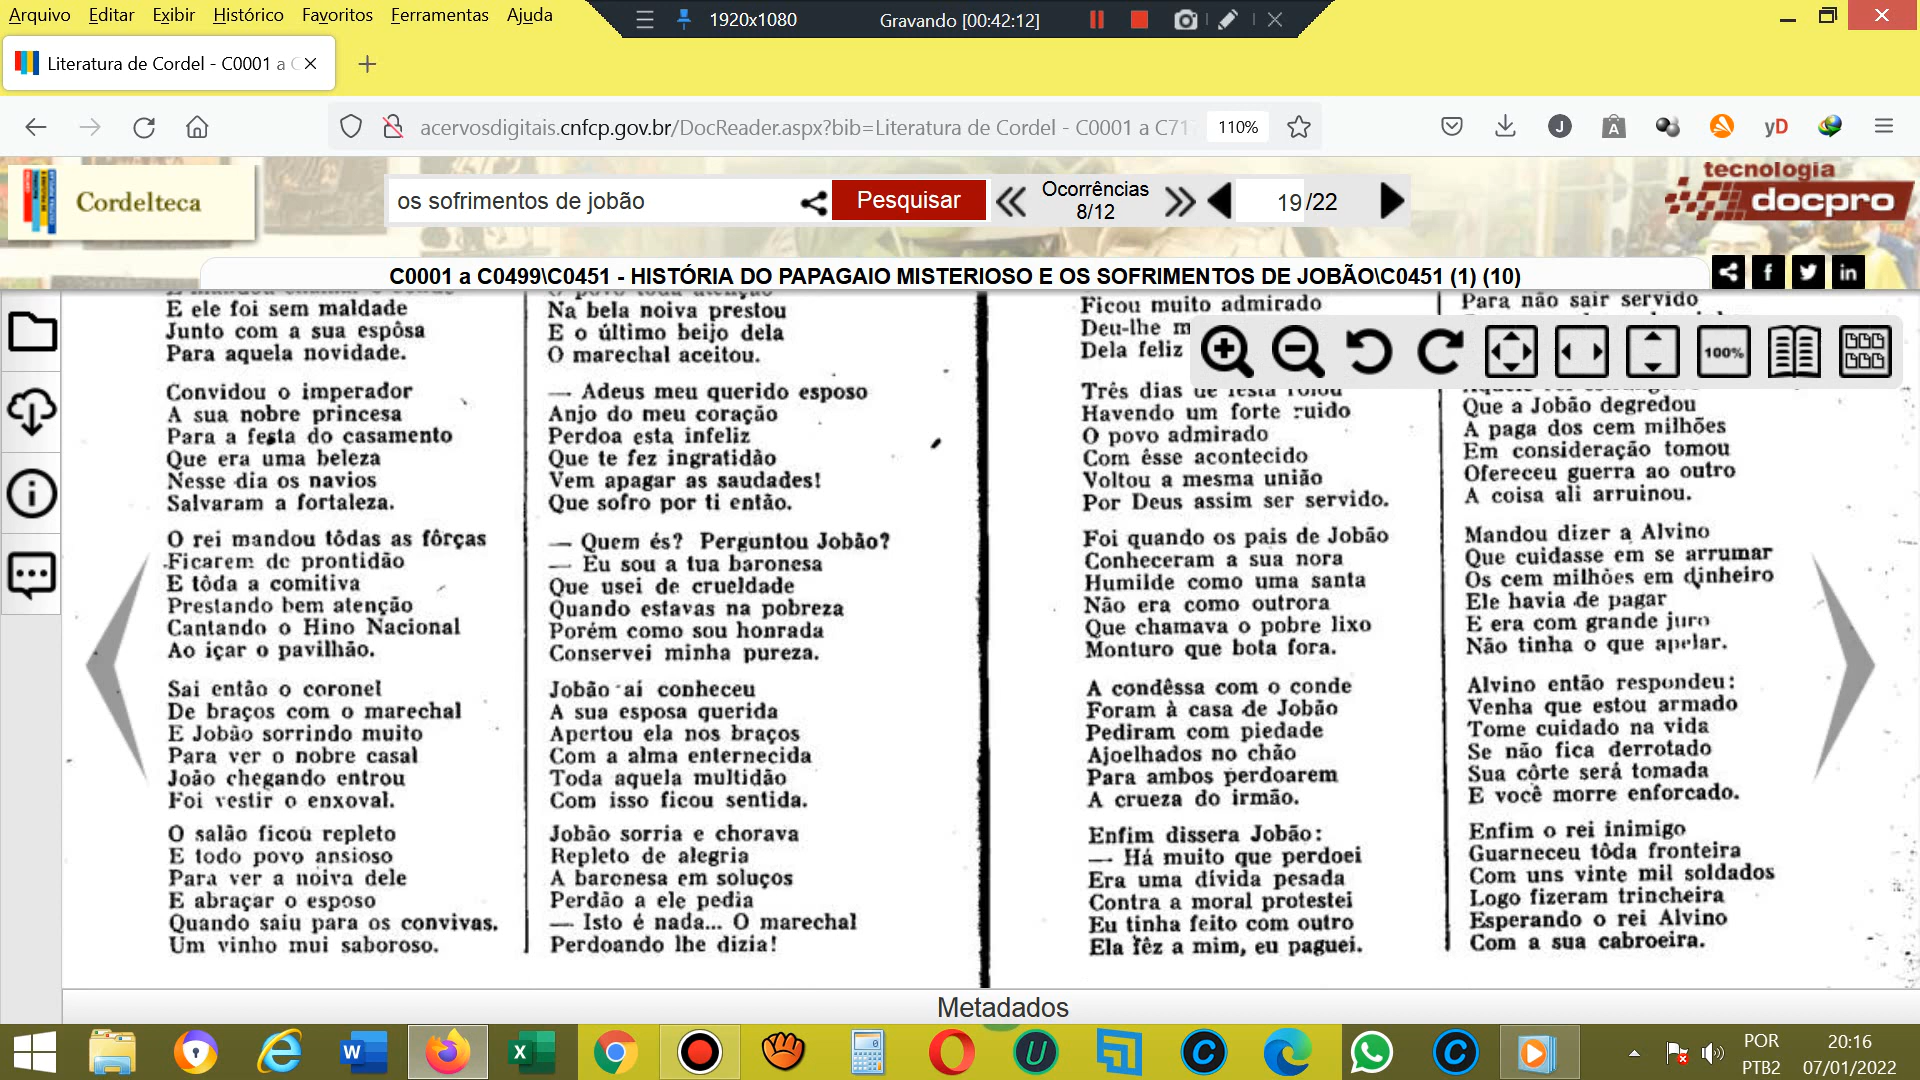 Arquivo Editar Exibir Histórico Favoritos Ferramentas Ajuda
1920x1080 Gravando [00:42:12]
Literatura de Cordel - C0001 a C
acervosdigitais.cnfcp.gov.br/DocReader.aspx?bib=Literatura de Cordel - C0001 a C717
110%
Cordelteca
os sofrimentos de jobão
Pesquisar
Ocorrências
8/12
19 /22
tecnologia
docpro
C0001 a C0499\C0451 - HISTÓRIA DO PAPAGAIO MISTERIOSO E OS SOFRIMENTOS DE JOBÃO\C0451 (1) (10)
E ele foi sem maldade
Junto com a sua espôsa
Para aquela novidade.
Convidou o imperador
A sua nobre princesa
Para a festa do casamento
Que era uma beleza
Nesse dia os navios
Salvaram a fortaleza.
O rei mandou tôdas as fôrças
Ficarem de prontidão
E tôda a comitiva
Prestando bem atenção
Cantando o Hino Nacional
Ao içar o pavilhão.
Sai então o coronel
De braços com o marechal
E Jobão sorrindo muito
Para ver o nobre casal
João chegando entrou
Foi vestir o enxoval.
O salão ficou repleto
E todo povo ansioso
Para ver a noiva dele
E abraçar o esposo
Quando saiu para os convivas.
Um vinho mui saboroso.
O povo toda atenção
Na bela noiva prestou
E o último beijo dela
O marechal aceitou.
— Adeus meu querido esposo
Anjo do meu coração
Perdoa esta infeliz
Que te fez ingratidão
Vem apagar as saudades!
Que sofro por ti então.
— Quem és? Perguntou Jobão?
— Eu sou a tua baronesa
Que usei de crueldade
Quando estavas na pobreza
Porém como sou honrada
Conservei minha pureza.
Jobão aí conheceu
A sua esposa querida
Apertou ela nos braços
Com a alma enternecida
Toda aquela multidão
Com isso ficou sentida.
Jobão sorria e chorava
Repleto de alegria
A baronesa em soluços
Perdão a ele pedia
— Isto é nada... O marechal
Perdoando lhe dizia!
Ficou muito admirado
Deu-lhe m
Dela feliz
Três dias de festa rolou
Havendo um forte ruido
O povo admirado
Com êsse acontecido
Voltou a mesma união
Por Deus assim ser servido.
Foi quando os pais de Jobão
Conheceram a sua nora
Humilde como uma santa
Não era como outrora
Que chamava o pobre lixo
Monturo que bota fora.
A condêssa com o conde
Foram à casa de Jobão
Pediram com piedade
Ajoelhados no chão
Para ambos perdoarem
A crueza do irmão.
Enfim dissera Jobão:
— Há muito que perdoei
Era uma dívida pesada
Contra a moral protestei
Eu tinha feito com outro
Ela fêz a mim, eu paguei.
Para não sair servido
Que a Jobão degredou
A paga dos cem milhões
Em consideração tomou
Ofereceu guerra ao outro
A coisa ali arruinou.
Mandou dizer a Alvino
Que cuidasse em se arrumar
Os cem milhões em dinheiro
Ele havia de pagar
E era com grande juro
Não tinha o que apelar.
Alvino então respondeu:
Venha que estou armado
Tome cuidado na vida
Se não fica derrotado
Sua côrte será tomada
E você morre enforcado.
Enfim o rei inimigo
Guarneceu tôda fronteira
Com uns vinte mil soldados
Logo fizeram trincheira
Esperando o rei Alvino
Com a sua cabroeira.
100%
Metadados
POR
PTB2
20:16
07/01/2022